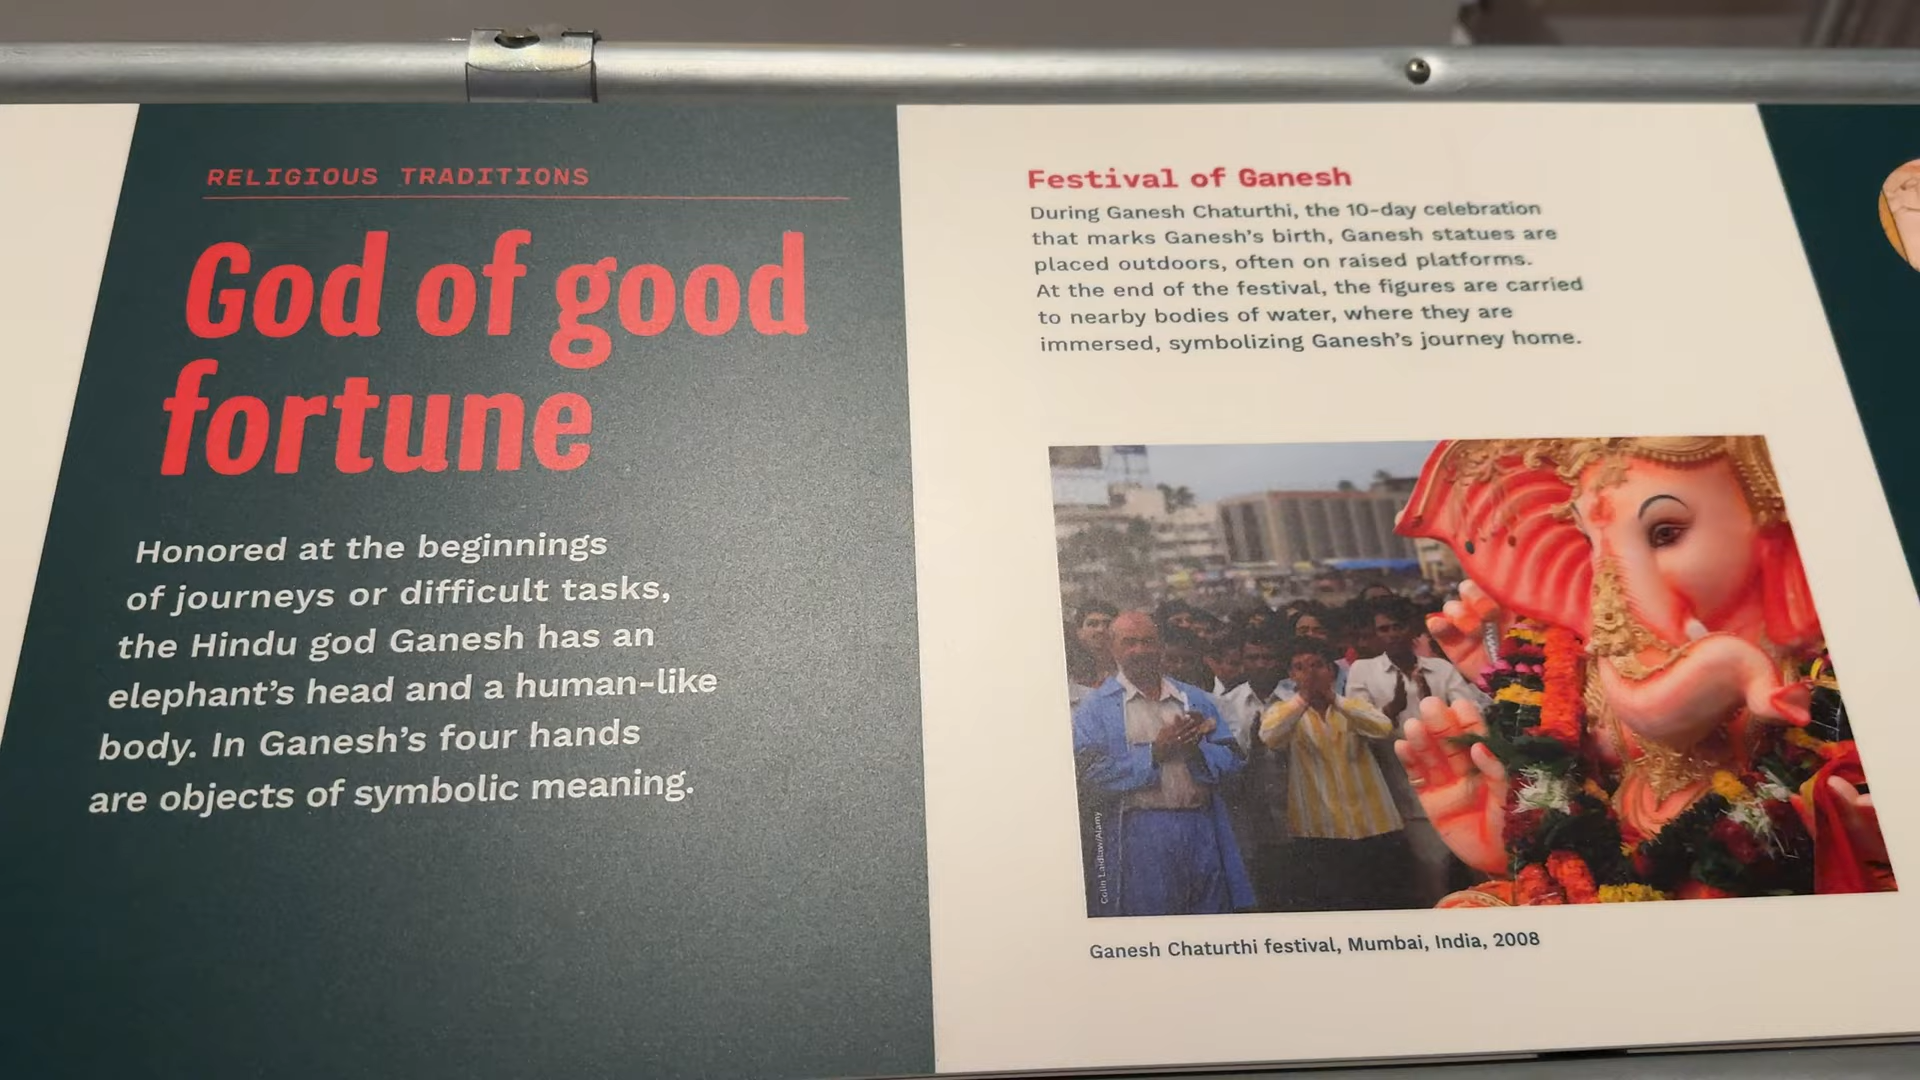 RELIGIOUS TRADITIONS
God of good
fortune
Honored at the beginnings
of journeys or difficult tasks,
the Hindu god Ganesh has an
elephant’s head and a human-like
body. In Ganesh’s four hands
are objects of symbolic meaning.
Festival of Ganesh
During Ganesh Chaturthi, the 10-day celebration
that marks Ganesh’s birth, Ganesh statues are
placed outdoors, often on raised platforms.
At the end of the festival, the figures are carried
to nearby bodies of water, where they are
immersed, symbolizing Ganesh’s journey home.
Colin Laidlaw/Alamy
Ganesh Chaturthi festival, Mumbai, India, 2008